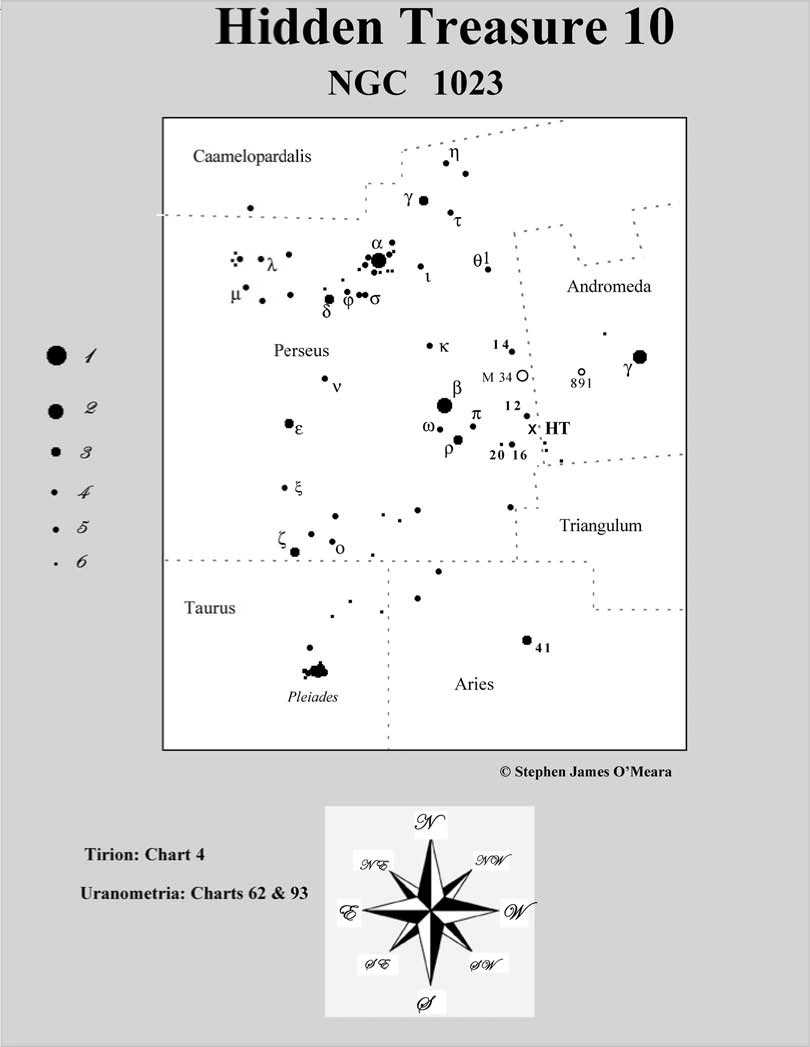 Hidden Treasure 10
NGC 1023
Caamelopardalis
η
γ
τ
α
θ1
ι
λ
μ
δ
φ
σ
Andromeda
1
2
3
4
5
6
Perseus
κ
14
M 34
891
γ
ν
β
12
π
ω
ρ
x HT
ε
20 16
ξ
ζ
ο
Triangulum
Taurus
41
Pleiades
Aries
© Stephen James O’Meara
Tirion: Chart 4
Uranometria: Charts 62 & 93
N
NE
NW
E
W
SE
SW
S